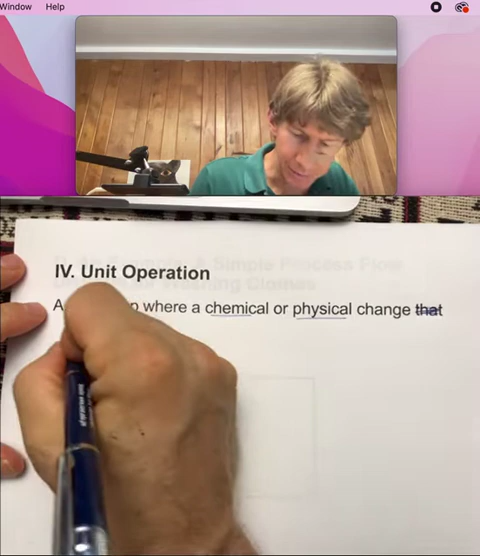 Window Help
IV. Unit Operation
A where a chemical or physical change that